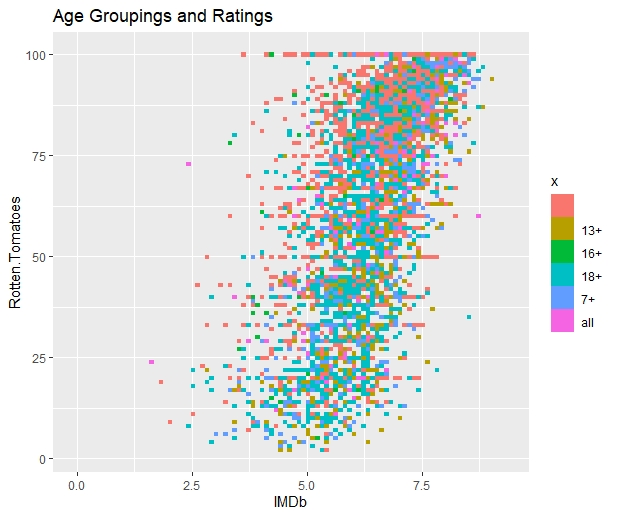 Age Groupings and Ratings
100
75
50
25
0
Rotten.Tomatoes
0.0 2.5 5.0 7.5
IMDb
x
13+
16+
18+
7+
all